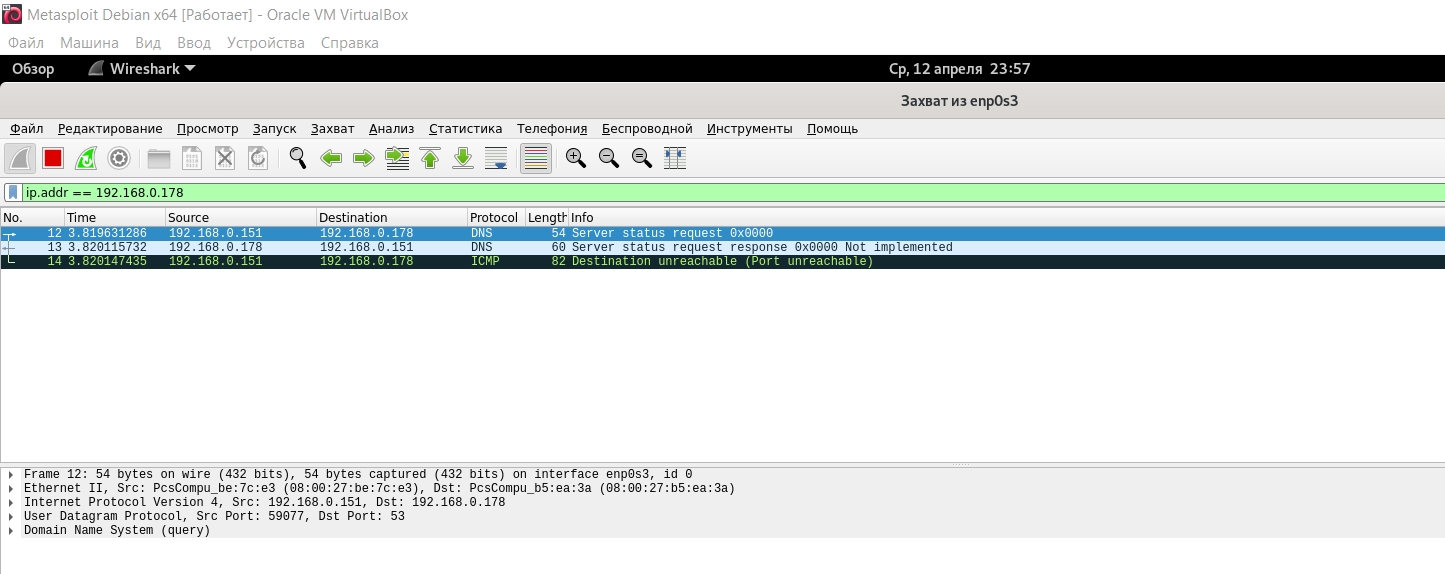 Metasploit Debian x64 [Работает] - Oracle VM VirtualBox
Файл Машина Вид Ввод Устройства Справка
Обзор Wireshark Ср, 12 апреля 23:57
Захват из enp0s3
Файл Редактирование Просмотр Запуск Захват Анализ Статистика Телефония Беспроводной Инструменты Помощь
ip.addr == 192.168.0.178
No. Time Source Destination Protocol Length Info
12 3.819631286 192.168.0.151 192.168.0.178 DNS 54 Server status request 0x0000
13 3.820115732 192.168.0.178 192.168.0.151 DNS 60 Server status request response 0x0000 Not implemented
14 3.820147435 192.168.0.151 192.168.0.178 ICMP 82 Destination unreachable (Port unreachable)
Frame 12: 54 bytes on wire (432 bits), 54 bytes captured (432 bits) on interface enp0s3, id 0
Ethernet II, Src: PcsCompu_be:7c:e3 (08:00:27:be:7c:e3), Dst: PcsCompu_b5:ea:3a (08:00:27:b5:ea:3a)
Internet Protocol Version 4, Src: 192.168.0.151, Dst: 192.168.0.178
User Datagram Protocol, Src Port: 59077, Dst Port: 53
Domain Name System (query)